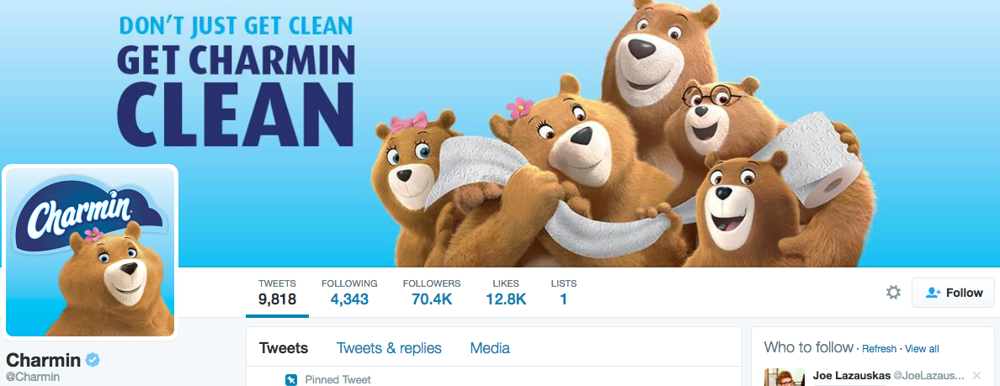 DON'T JUST GET CLEAN
GET CHARMIN
CLEAN
Charmin
TWEETS
9,818
FOLLOWING
4,343
FOLLOWERS
70.4K
LIKES
12.8K
LISTS
1
Follow
Charmin
@Charmin
Tweets Tweets & replies Media
Pinned Tweet
Who to follow · Refresh · View all
Joe Lazauskas @JoeLazaus...